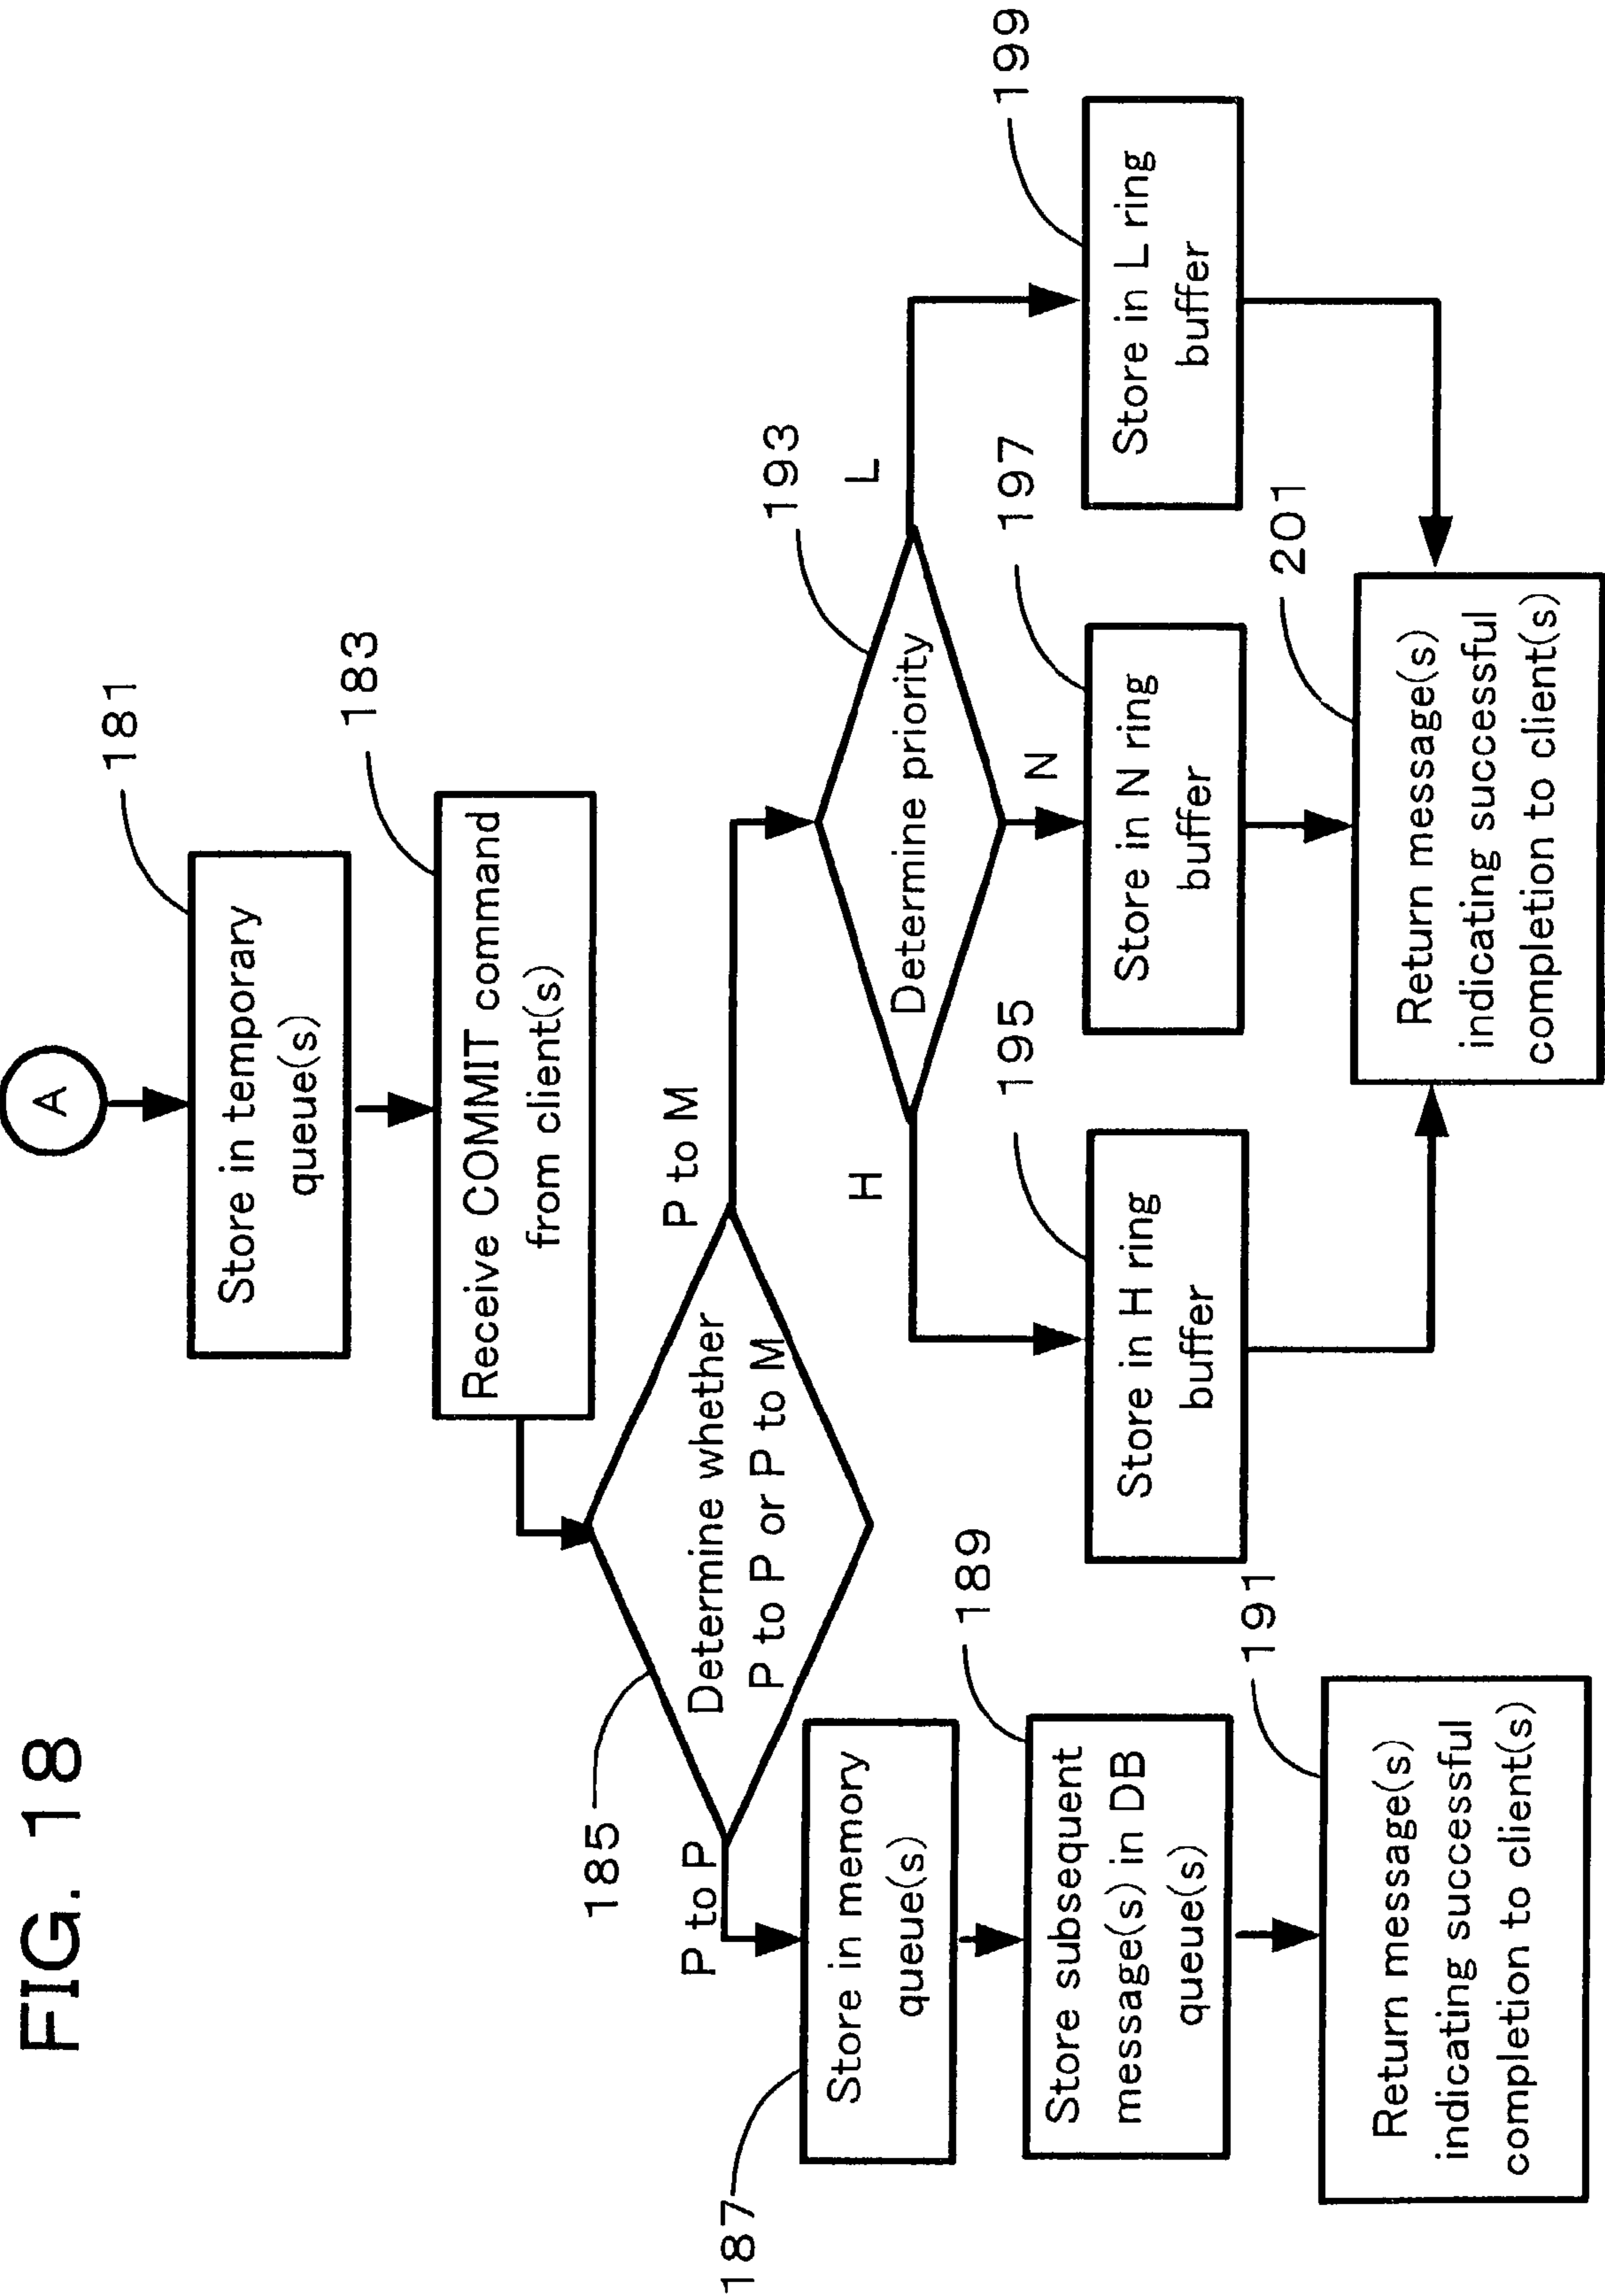 FIG. 18
A
181
Store in temporary
queue(s)
183
Receive COMMIT command
from client(s)
185
Determine whether
P to P or P to M
P to P
P to M
187
Store in memory
queue(s)
189
Store subsequent
message(s) in DB
queue(s)
191
Return message(s)
indicating successful
completion to client(s)
193
Determine priority
H
N
L
195
Store in H ring
buffer
197
Store in N ring
buffer
199
Store in L ring
buffer
201
Return message(s)
indicating successful
completion to client(s)